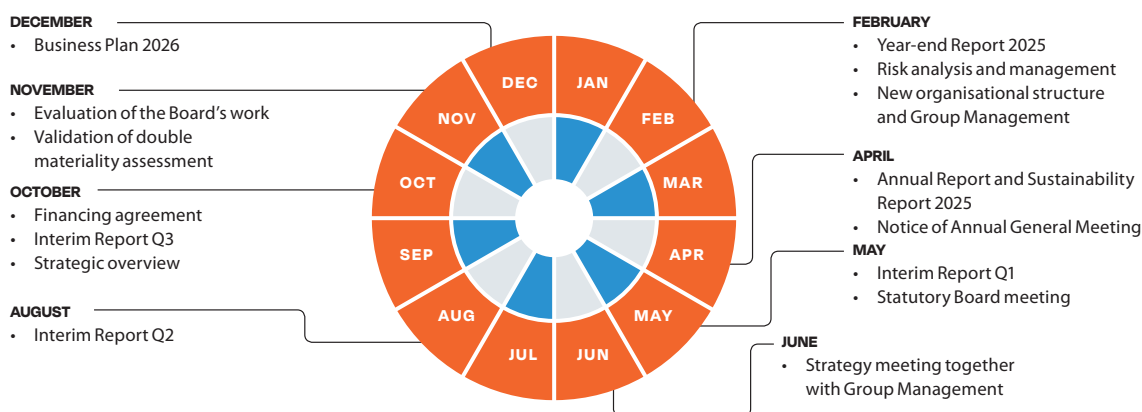 DECEMBER
• Business Plan 2026
NOVEMBER
• Evaluation of the Board’s work
• Validation of double
materiality assessment
OCTOBER
• Financing agreement
• Interim Report Q3
• Strategic overview
AUGUST
• Interim Report Q2
DEC
JAN
NOV
FEB
OCT
MAR
SEP
APR
AUG
MAY
JUL
JUN
FEBRUARY
• Year-end Report 2025
• Risk analysis and management
• New organisational structure
and Group Management
APRIL
• Annual Report and Sustainability
Report 2025
• Notice of Annual General Meeting
MAY
• Interim Report Q1
• Statutory Board meeting
JUNE
• Strategy meeting together
with Group Management